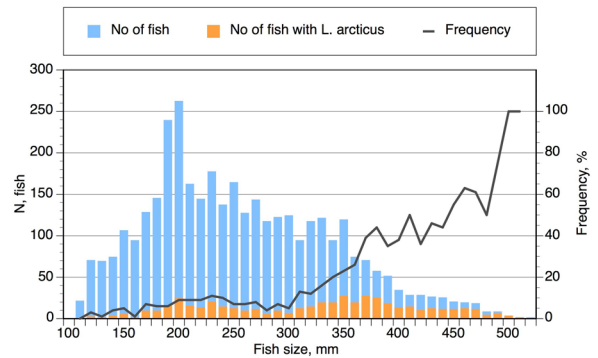 No of fish No of fish with L. arcticus Frequency
300
250 100
200 80
150 60
100 40
50 20
0 0
100 150 200 250 300 350 400 450 500
Fish size, mm
N, fish
Frequency, %